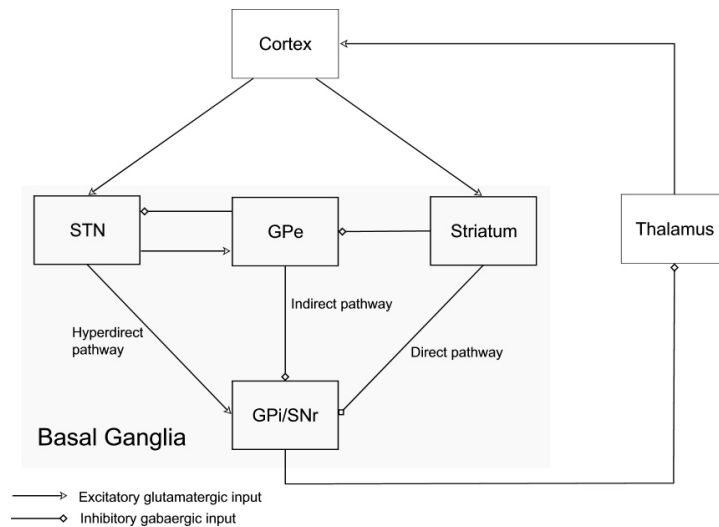 Cortex
STN
GPe
Striatum
Thalamus
Indirect pathway
Hyperdirect
pathway
Direct pathway
GPi/SNr
Basal Ganglia
Excitatory glutamatergic input
Inhibitory gabaergic input